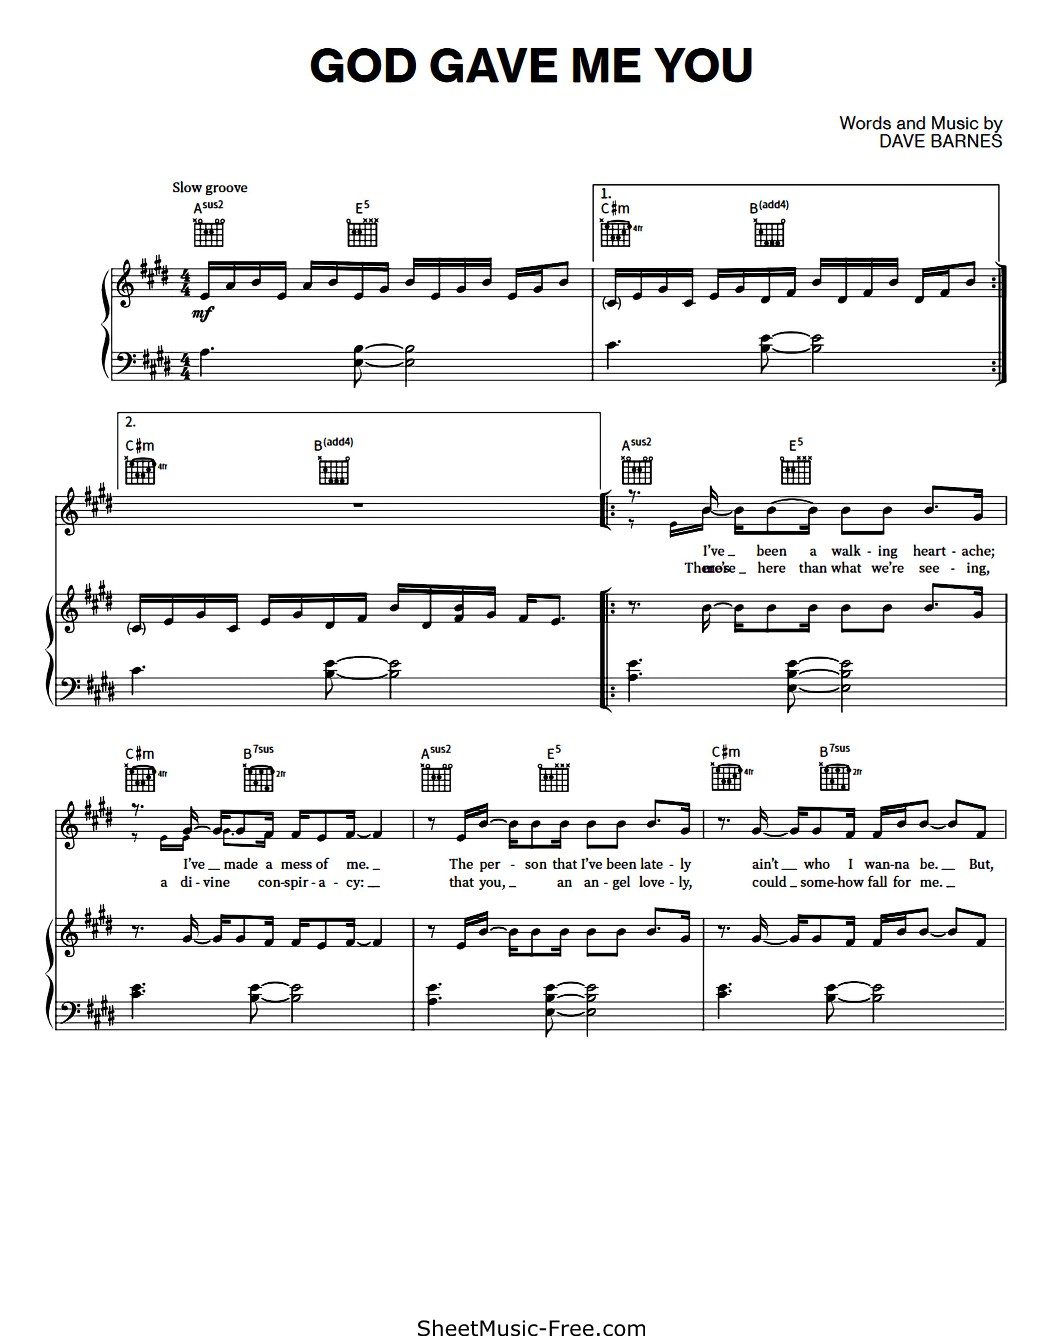 GOD GAVE ME YOU
Words and Music by
DAVE BARNES
Slow groove
1.
Asus2 E5 C#m B(add4)
4fr
mf
2.
C#m B(add4) Asus2 E5
4fr
I've _ been a walk - ing heart - ache;
_ here than what we're see - ing,
C#m B7sus Asus2 E5 C#m B7sus
4fr 2fr 4fr 2fr
I've _ made a mess of me. _ The per - son that I've been late - ly ain't _ who I wan-na be. _ But,
a di - vine con-spir - a - cy: _ that you, _ an an - gel love - ly, could _ some-how fall for me. _
SheetMusic-Free.com